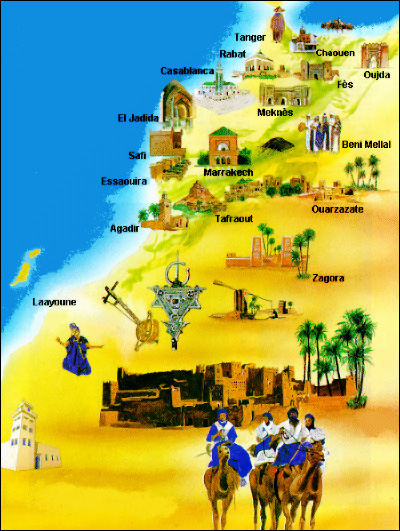 Tanger
Chaouen
Rabat
Oujda
Casablanca
Fès
Meknès
El Jadida
Beni Mellal
Safi
Marrakech
Essaouira
Ouarzazate
Tafraout
Agadir
Zagora
Laayoune